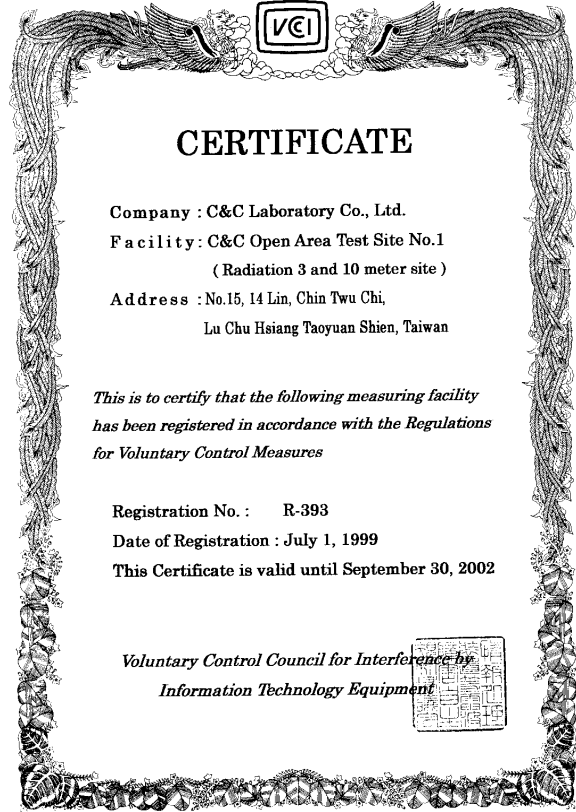 VCCI
CERTIFICATE
Company : C&C Laboratory Co., Ltd.
Facility : C&C Open Area Test Site No.1
( Radiation 3 and 10 meter site )
Address : No.15, 14 Lin, Chin Twu Chi,
Lu Chu Hsiang Taoyuan Shien, Taiwan
This is to certify that the following measuring facility
has been registered in accordance with the Regulations
for Voluntary Control Measures
Registration No. : R-393
Date of Registration : July 1, 1999
This Certificate is valid until September 30, 2002
Voluntary Control Council for Interference by
Information Technology Equipment